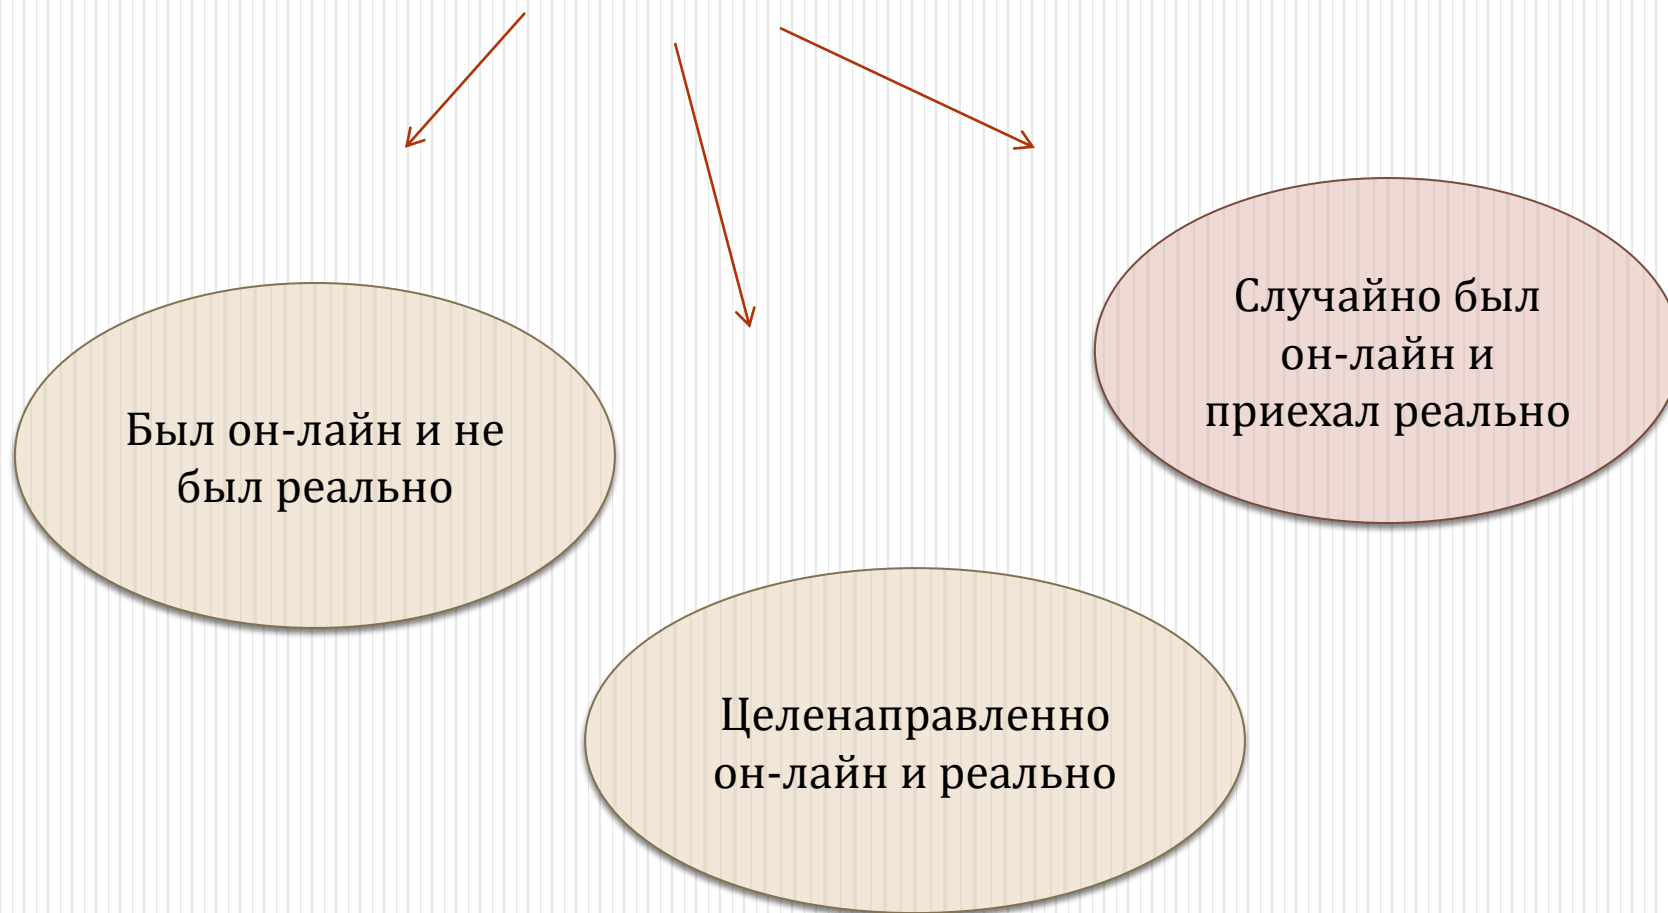 Был он-лайн и не
был реально
Целенаправленно
он-лайн и реально
Случайно был
он-лайн и
приехал реально